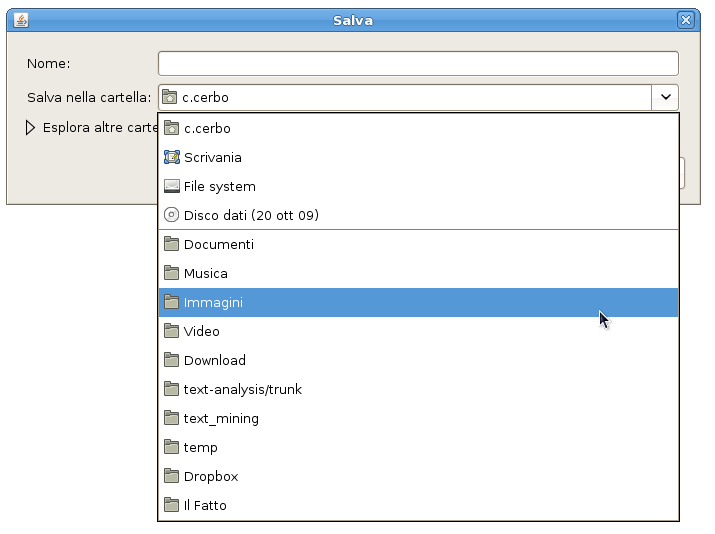 Salva
Nome:
Salva nella cartella: c.cerbo
Esplora altre carte
c.cerbo
Scrivania
File system
Disco dati (20 ott 09)
Documenti
Musica
Immagini
Video
Download
text-analysis/trunk
text_mining
temp
Dropbox
Il Fatto